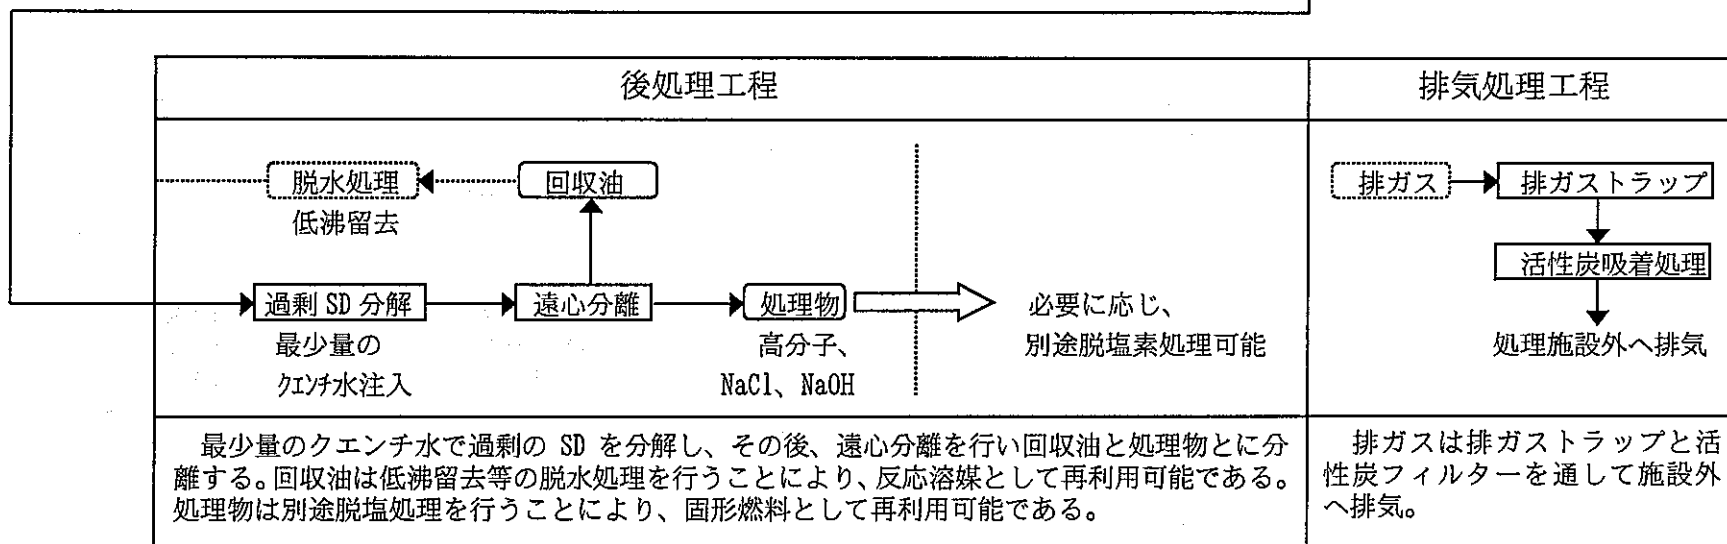 後処理工程
排気処理工程
脱水処理
回収油
低沸留去
過剰 SD 分解
遠心分離
処理物
必要に応じ、
別途脱塩素処理可能
最少量の
クエンチ水注入
高分子、
NaCl、NaOH
排ガス
排ガストラップ
活性炭吸着処理
処理施設外へ排気
最少量のクエンチ水で過剰の SD を分解し、その後、遠心分離を行い回収油と処理物とに分
離する。回収油は低沸留去等の脱水処理を行うことにより、反応溶媒として再利用可能である。
処理物は別途脱塩処理を行うことにより、固形燃料として再利用可能である。
排ガスは排ガストラップと活
性炭フィルターを通して施設外
へ排気。